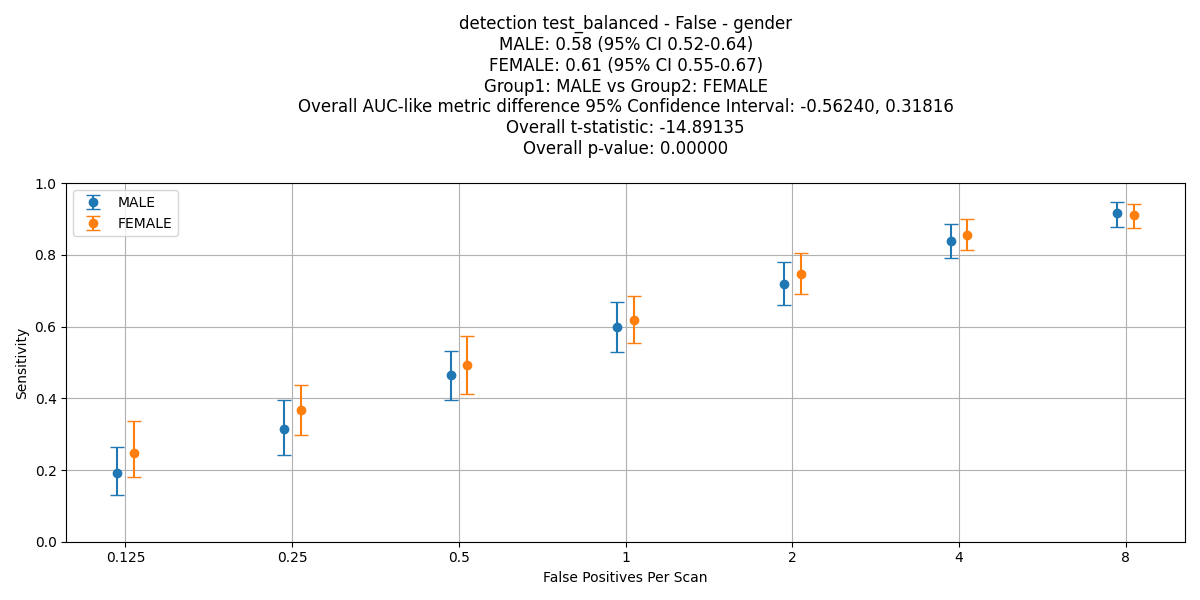 detection test_balanced - False - gender
MALE: 0.58 (95% CI 0.52-0.64)
FEMALE: 0.61 (95% CI 0.55-0.67)
Group1: MALE vs Group2: FEMALE
Overall AUC-like metric difference 95% Confidence Interval: -0.56240, 0.31816
Overall t-statistic: -14.89135
Overall p-value: 0.00000
MALE
FEMALE
1.0
0.8
0.6
0.4
0.2
0.0
Sensitivity
0.125 0.25 0.5 1 2 4 8
False Positives Per Scan